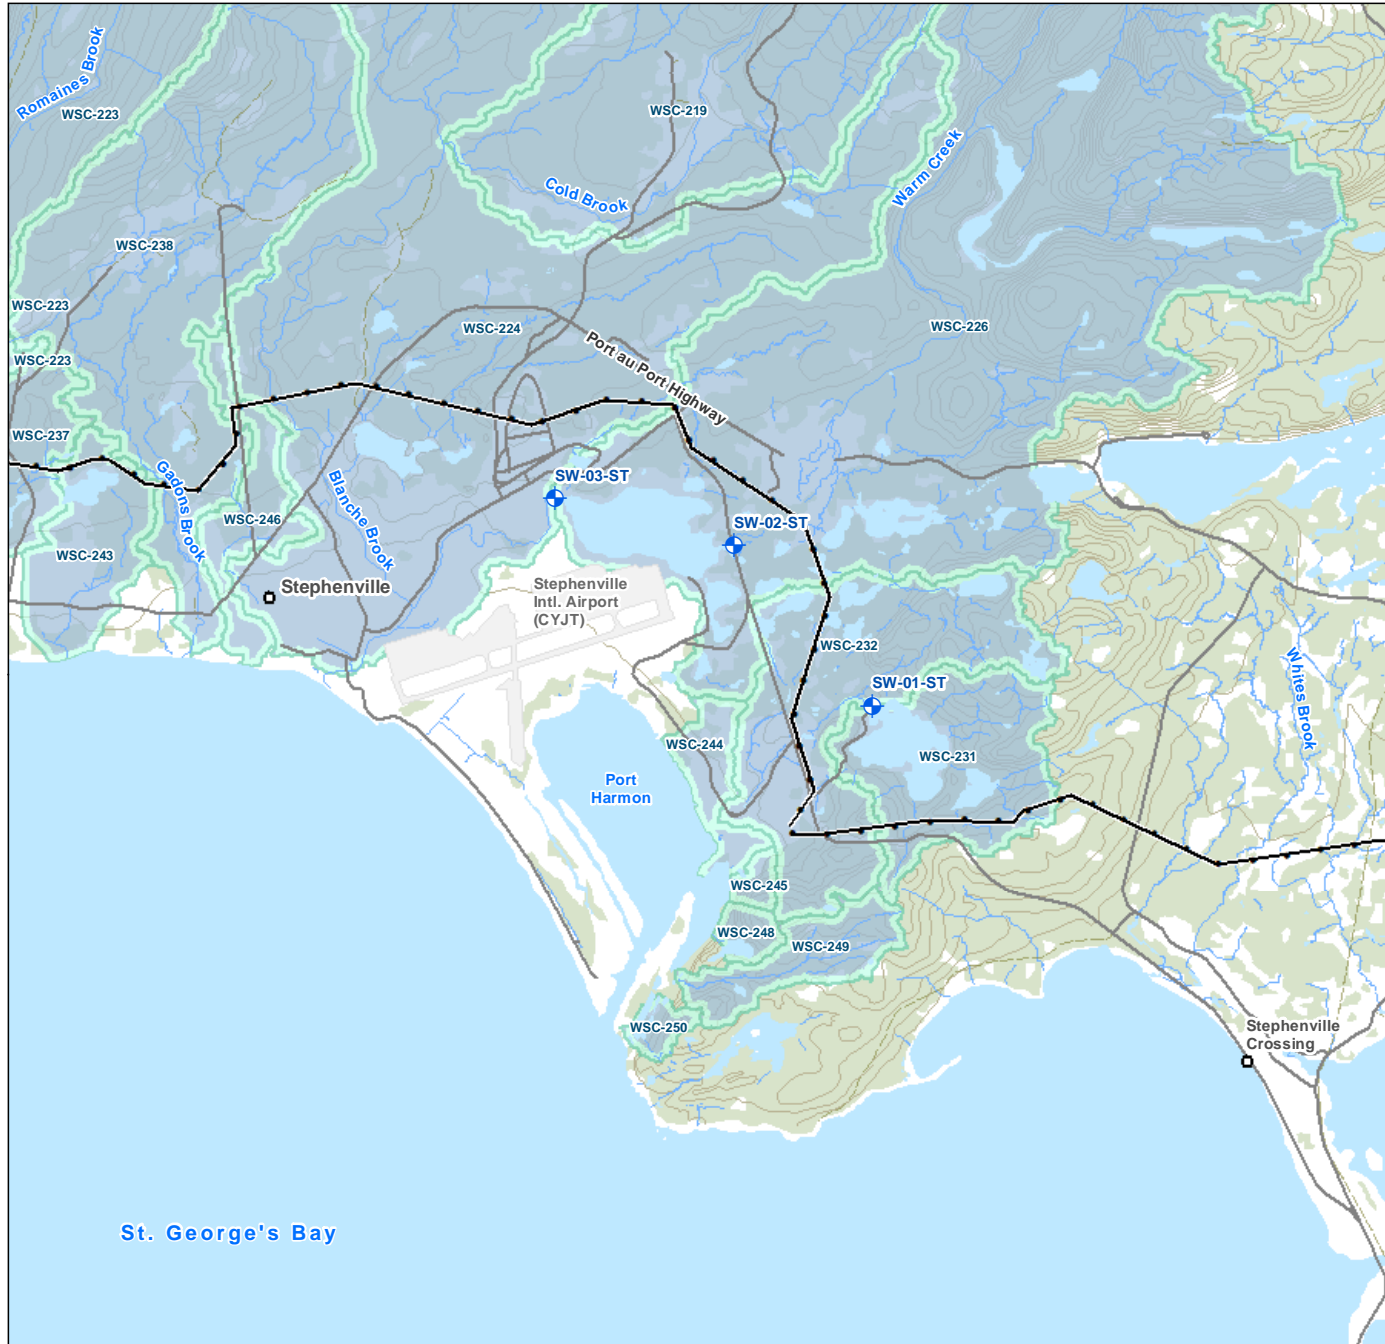 Romaines Brook
WSC-223
WSC-219
Cold Brook
Warm Creek
WSC-238
WSC-223
WSC-224
WSC-226
Port au Port Highway
WSC-223
WSC-237
Gadons Brook
Blanche Brook
SW-03-ST
SW-02-ST
WSC-246
WSC-243
Stephenville
Stephenville
Intl. Airport
(CYJT)
WSC-232
SW-01-ST
Whites Brook
WSC-244
WSC-231
Port
Harmon
WSC-245
WSC-248
WSC-249
WSC-250
Stephenville
Crossing
St. George's Bay